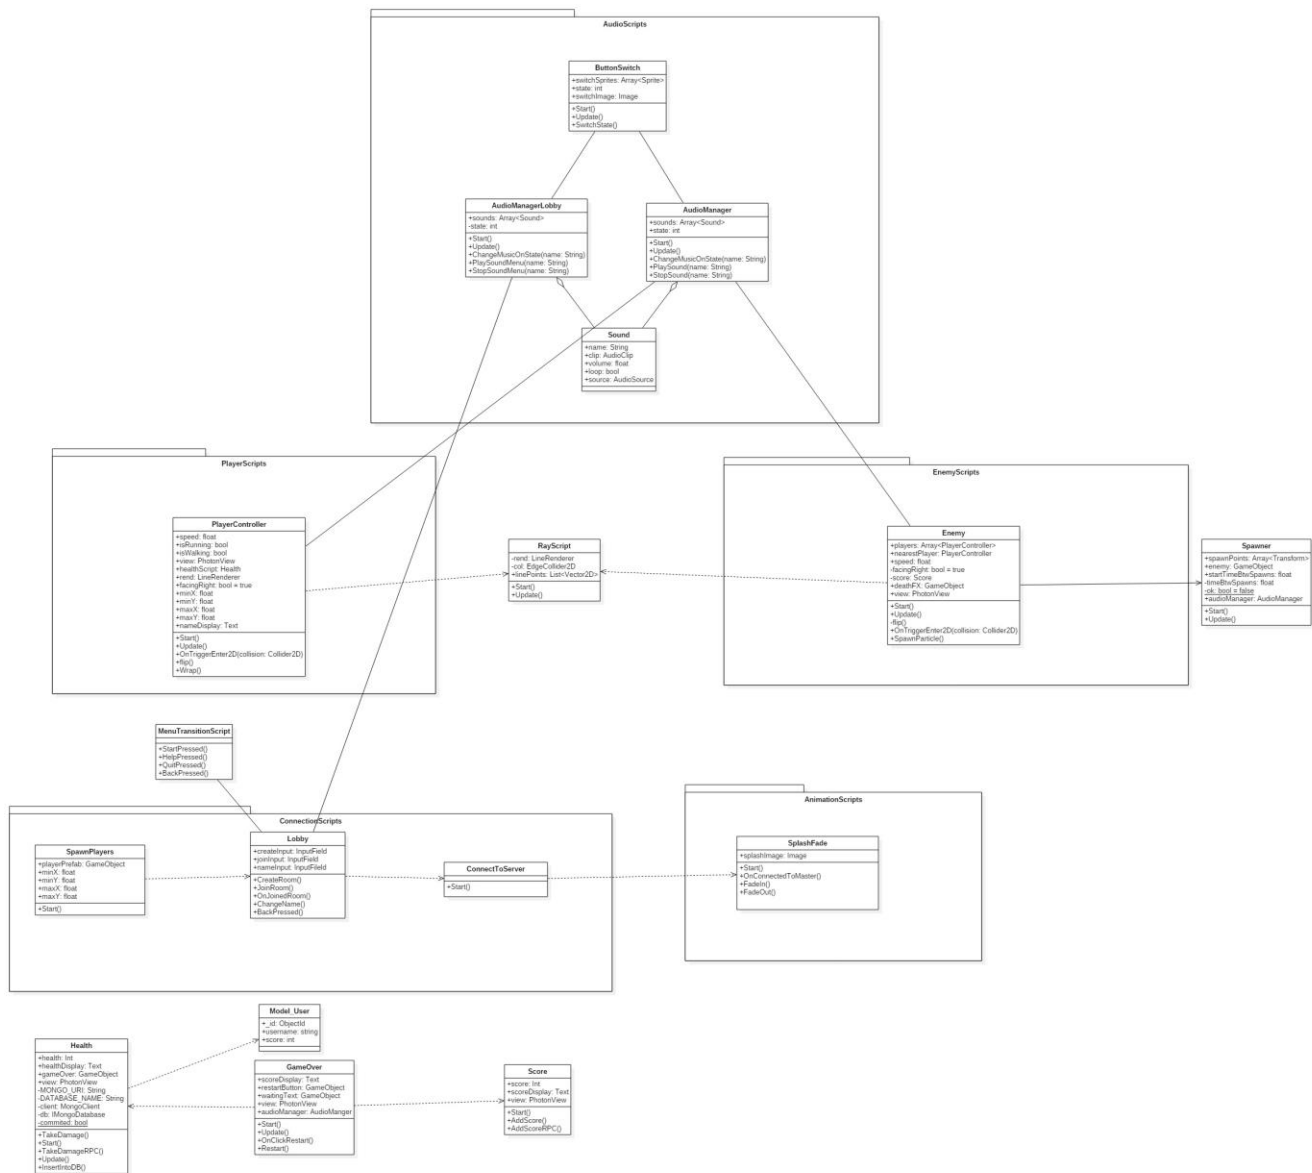 AudioScripts
ButtonSwitch
+switchSprites: Array<Sprite>
+state: int
+switchImage: Image
+Start()
+Update()
+SwitchState()
AudioManagerLobby
+sounds: Array<Sound>
-state: int
+Start()
+Update()
+ChangeMusicOnState(name: String)
+PlaySoundMenu(name: String)
+StopSoundMenu(name: String)
AudioManager
+sounds: Array<Sound>
+state: int
+Start()
+Update()
+ChangeMusicOnState(name: String)
+PlaySound(name: String)
+StopSound(name: String)
Sound
+name: String
+clip: AudioClip
+volume: float
+loop: bool
+source: AudioSource
PlayerScripts
PlayerController
+speed: float
+isRunning: bool
+isWalking: bool
+view: PhotonView
+healthScript: Health
+rend: LineRenderer
+facingRight: bool = true
+minX: float
+minY: float
+maxX: float
+maxY: float
+nameDisplay: Text
+Start()
+Update()
+OnTriggerEnter2D(collision: Collider2D)
+flip()
+Wrap()
RayScript
-rend: LineRenderer
-col: EdgeCollider2D
+linePoints: List<Vector2D>
+Start()
+Update()
EnemyScripts
Enemy
+players: Array<PlayerController>
+nearestPlayer: PlayerController
+speed: float
-facingRight: bool = true
-score: Score
+deathFX: GameObject
+view: PhotonView
+Start()
+Update()
-flip()
+OnTriggerEnter2D(collision: Collider2D)
+SpawnParticle()
Spawner
+spawnPoints: Array<Transform>
+enemy: GameObject
+startTimeBtwSpawns: float
-timeBtwSpawns: float
-ok: bool = false
+audioManager: AudioManager
+Start()
+Update()
MenuTransitionScript
+StartPressed()
+HelpPressed()
+QuitPressed()
+BackPressed()
ConnectionScripts
SpawnPlayers
+playerPrefab: GameObject
+minX: float
+minY: float
+maxX: float
+maxY: float
+Start()
Lobby
+createInput: InputField
+joinInput: InputField
+nameInput: InputFileld
+CreateRoom()
+JoinRoom()
+OnJoinedRoom()
+ChangeName()
+BackPressed()
ConnectToServer
+Start()
AnimationScripts
SplashFade
+splashImage: Image
+Start()
+OnConnectedToMaster()
+FadeIn()
+FadeOut()
Model_User
+_id: ObjectId
+username: string
+score: int
Health
+health: Int
+healthDisplay: Text
+gameOver: GameObject
+view: PhotonView
-MONGO_URI: String
-DATABASE_NAME: String
-client: MongoClient
-db: IMongoDatabase
-commited: bool
+TakeDamage()
+Start()
+TakeDamageRPC()
+Update()
+InsertIntoDB()
GameOver
+scoreDisplay: Text
+restartButton: GameObject
+waitingText: GameObject
+view: PhotonView
+audioManager: AudioManger
+Start()
+Update()
+OnClickRestart()
+Restart()
Score
+score: Int
+scoreDisplay: Text
+view: PhotonView
+Start()
+AddScore()
+AddScoreRPC()